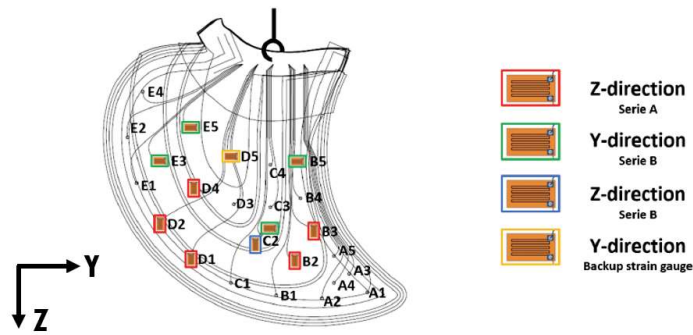 E4
E2
E5
E3
D5
B5
C4
E1
D4
B4
D3
C3
D2
B3
C2
A5
D1
B2
A3
C1
A4
B1
A2
A1
Y
Z
Z-direction
Serie A
Y-direction
Serie B
Z-direction
Serie B
Y-direction
Backup strain gauge